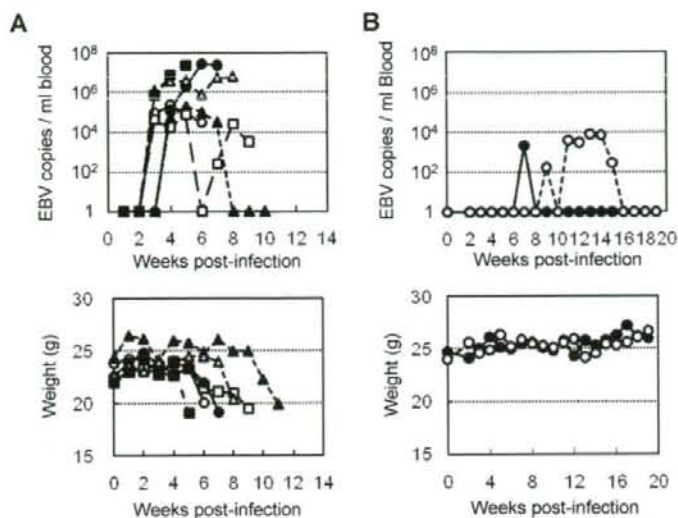 A
B
EBV copies / ml blood
10⁸
10⁶
10⁴
10²
1
0 2 4 6 8 10 12 14
Weeks post-infection
EBV copies / ml Blood
10⁸
10⁶
10⁴
10²
1
0 2 4 6 8 10 12 14 16 18 20
Weeks post-infection
Weight (g)
30
25
20
15
0 2 4 6 8 10 12 14
Weeks post-infection
Weight (g)
30
25
20
15
0 4 8 12 16 20
Weeks post-infection